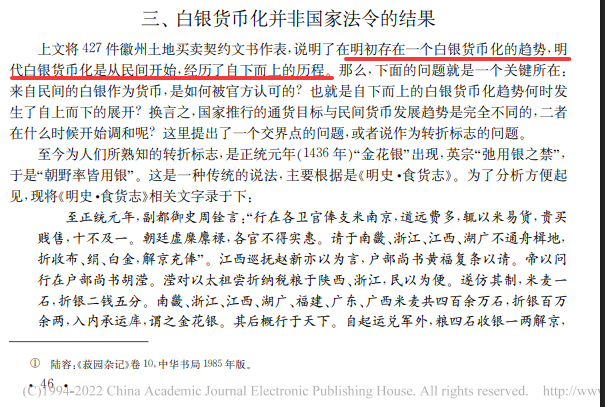 三、白银货币化并非国家法令的结果
上文将 427 件徽州土地买卖契约文书作表,说明了在明初存在一个白银货币化的趋势,明
代白银货币化是从民间开始,经历了自下而上的历程。那么,下面的问题就是一个关键所在:
来自民间的白银作为货币,是如何被官方认可的?也就是自下而上的白银货币化趋势何时发
生了自上而下的展开?换言之,国家推行的通货目标与民间货币发展趋势是完全不同的,二者
在什么时候开始调和呢?这里提出了一个交界点的问题,或者说作为转折标志的问题。
至今为人们所熟知的转折标志,是正统元年(1436 年)“金花银”出现,英宗“弛用银之禁”,
于是“朝野率皆用银”。这是一种传统的说法,主要根据是《明史·食货志》。为了分析方便起
见,现将《明史·食货志》相关文字录于下:
至正统元年,副都御史周铨言:“行在各卫官俸支米南京,道远费多,辄以米易货,贵买
贱售,十不及一。朝廷虚糜廪禄,各官不得实惠。请于南畿、浙江、江西、湖广不通舟楫地,
折收布、绢、白金,解京充俸”。江西巡抚赵新亦以为言,户部尚书黄福复条以请。帝以问
行在户部尚书胡滢。滢对以太祖尝折纳税粮于陕西、浙江,民以为便。遂仿其制,米麦一
石,折银二钱五分。南畿、浙江、江西、湖广、福建、广东、广西米麦共四百余万石,折银百万
余两,入内承运库,谓之金花银。其后概行于天下。自起运兑军外,粮四石收银一两解京,
① 陆容:《菽园杂记》卷 10,中华书局 1985 年版。
· 46 ·
(C)1994-2022 China Academic Journal Electronic Publishing House. All rights reserved. http://www